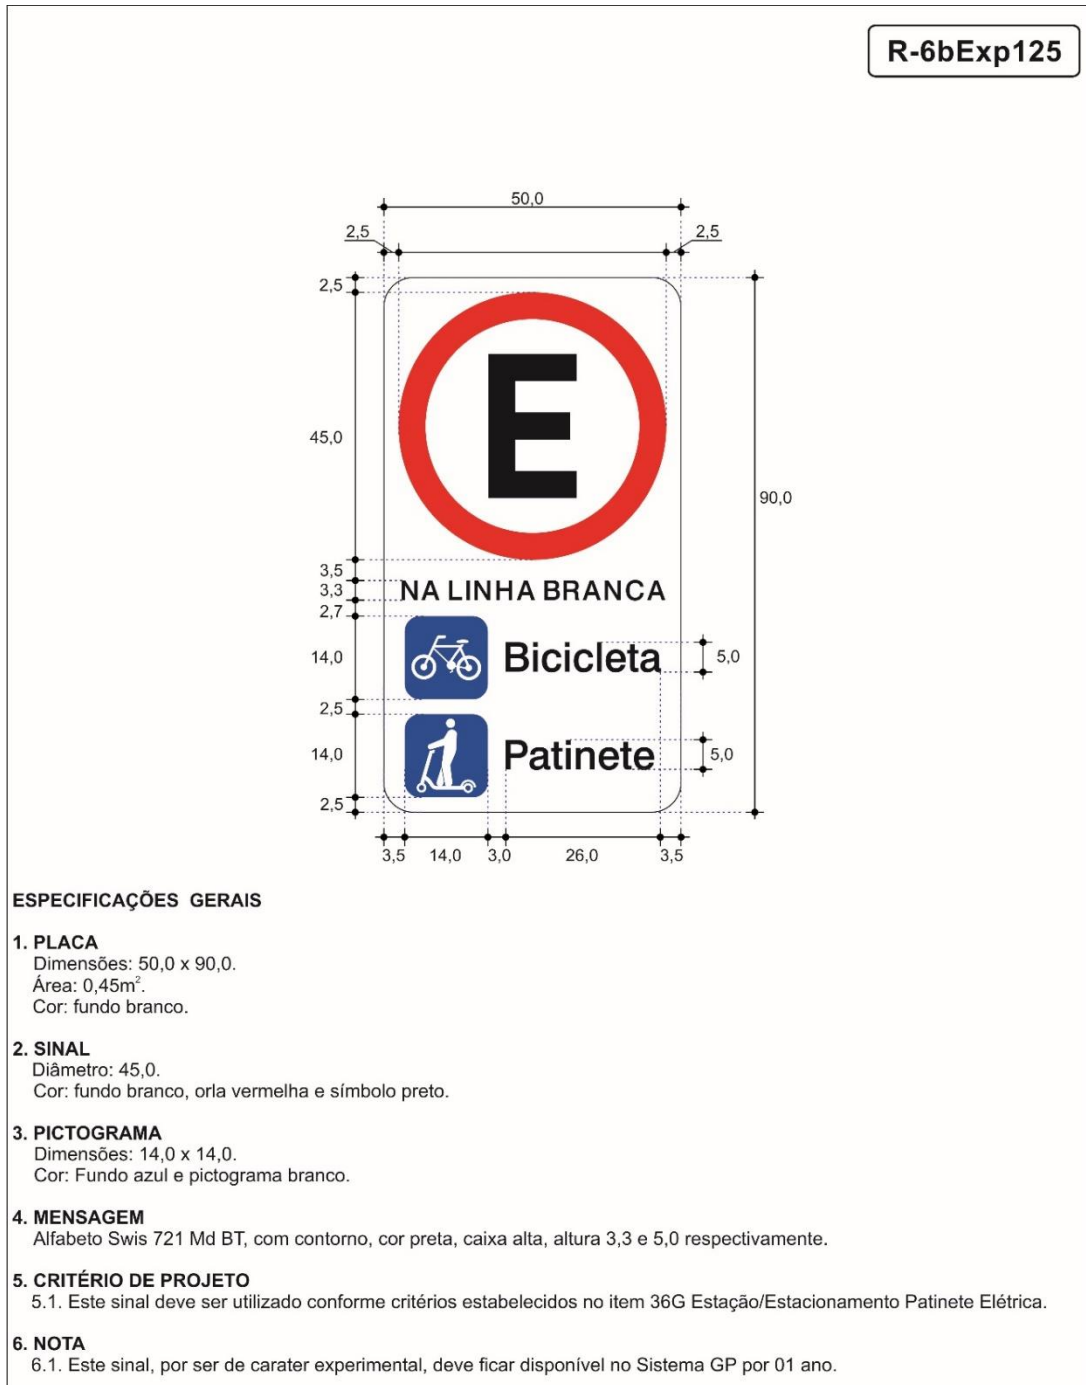 R-6bExp125
50,0
2,5 2,5
2,5
E
45,0
90,0
3,5
3,3
NA LINHA BRANCA
2,7
14,0
Bicicleta
5,0
2,5
14,0
Patinete
5,0
2,5
3,5 14,0 3,0 26,0 3,5
ESPECIFICAÇÕES GERAIS
1. PLACA
Dimensões: 50,0 x 90,0.
Área: 0,45m².
Cor: fundo branco.
2. SINAL
Diâmetro: 45,0.
Cor: fundo branco, orla vermelha e símbolo preto.
3. PICTOGRAMA
Dimensões: 14,0 x 14,0.
Cor: Fundo azul e pictograma branco.
4. MENSAGEM
Alfabeto Swis 721 Md BT, com contorno, cor preta, caixa alta, altura 3,3 e 5,0 respectivamente.
5. CRITÉRIO DE PROJETO
5.1. Este sinal deve ser utilizado conforme critérios estabelecidos no item 36G Estação/Estacionamento Patinete Elétrica.
6. NOTA
6.1. Este sinal, por ser de carater experimental, deve ficar disponível no Sistema GP por 01 ano.